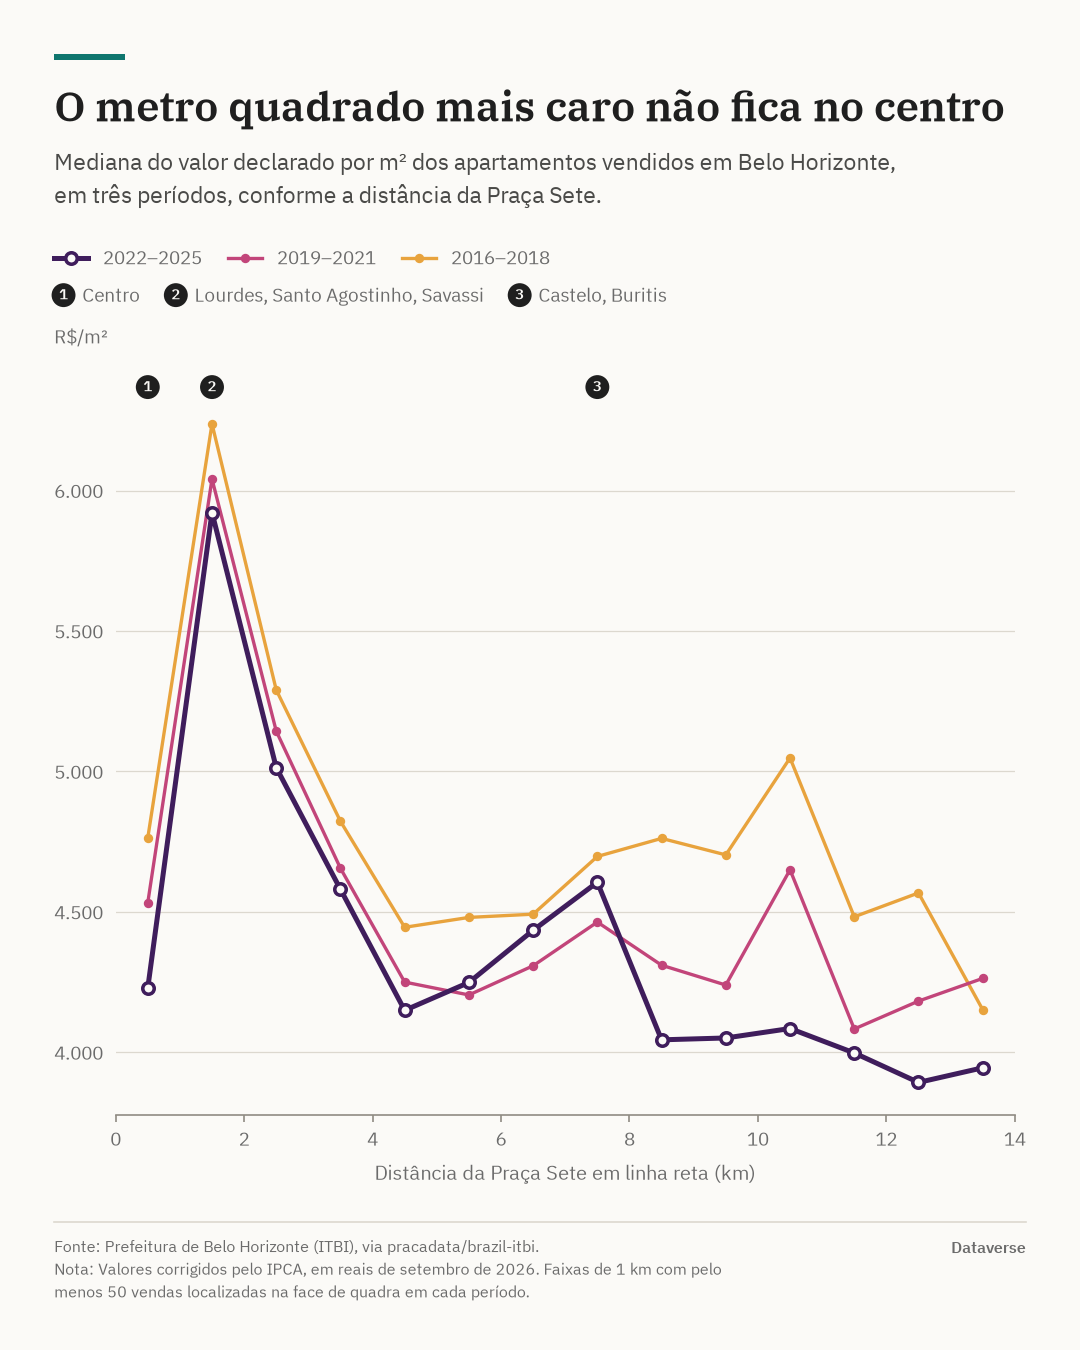 O metro quadrado mais caro não fica no centro
Mediana do valor declarado por m² dos apartamentos vendidos em Belo Horizonte,
em três períodos, conforme a distância da Praça Sete.
2022–2025 2019–2021 2016–2018
1 Centro 2 Lourdes, Santo Agostinho, Savassi 3 Castelo, Buritis
R$/m²
1 2 3
6.000
5.500
5.000
4.500
4.000
0 2 4 6 8 10 12 14
Distância da Praça Sete em linha reta (km)
Fonte: Prefeitura de Belo Horizonte (ITBI), via pracadata/brazil-itbi.
Dataverse
Nota: Valores corrigidos pelo IPCA, em reais de setembro de 2026. Faixas de 1 km com pelo
menos 50 vendas localizadas na face de quadra em cada período.